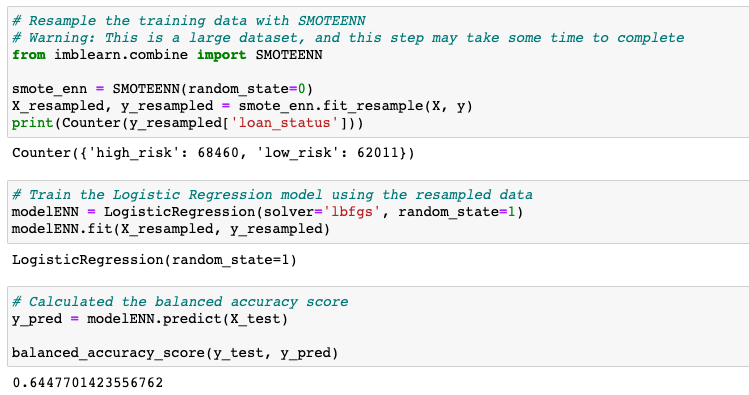 # Resample the training data with SMOTEENN
# Warning: This is a large dataset, and this step may take some time to complete
from imblearn.combine import SMOTEENN
smote_enn = SMOTEENN(random_state=0)
X_resampled, y_resampled = smote_enn.fit_resample(X, y)
print(Counter(y_resampled['loan_status']))
Counter({'high_risk': 68460, 'low_risk': 62011})
# Train the Logistic Regression model using the resampled data
modelENN = LogisticRegression(solver='lbfgs', random_state=1)
modelENN.fit(X_resampled, y_resampled)
LogisticRegression(random_state=1)
# Calculated the balanced accuracy score
y_pred = modelENN.predict(X_test)
balanced_accuracy_score(y_test, y_pred)
0.6447701423556762